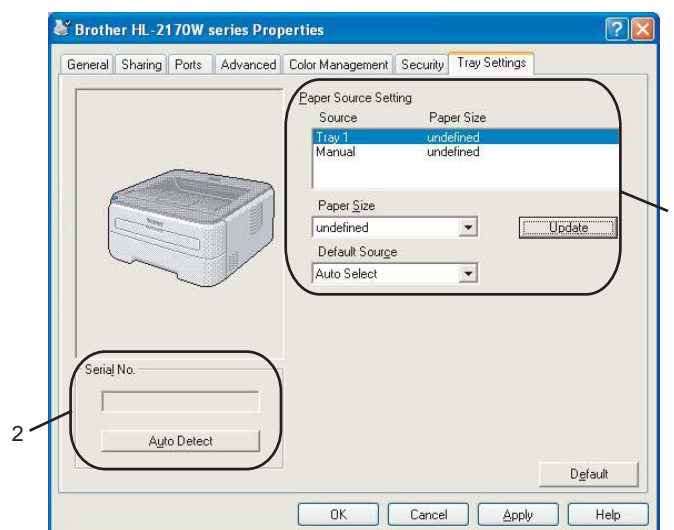 Brother HL-2170W series Properties
General Sharing Ports Advanced Color Management Security Tray Settings
Paper Source Setting
Source Paper Size
Tray 1 undefined
Manual undefined
Paper Size
undefined Update
Default Source
Auto Select
Serial No.
Auto Detect
2
Default
OK Cancel Apply Help